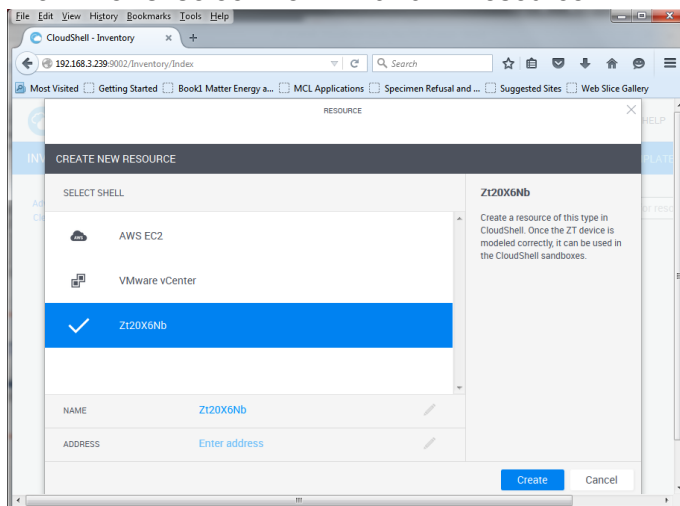 File Edit View History Bookmarks Tools Help
CloudShell - Inventory × +
192.168.3.239:9002/Inventory/Index Search
Most Visited Getting Started Book1 Matter Energy a... MCL Applications Specimen Refusal and ... Suggested Sites Web Slice Gallery
RESOURCE
HELP
CREATE NEW RESOURCE
SELECT SHELL
Zt20X6Nb
Create a resource of this type in
CloudShell. Once the ZT device is
modeled correctly, it can be used in
the CloudShell sandboxes.
AWS
AWS EC2
VMware vCenter
Zt20X6Nb
NAME Zt20X6Nb
ADDRESS Enter address
Create Cancel